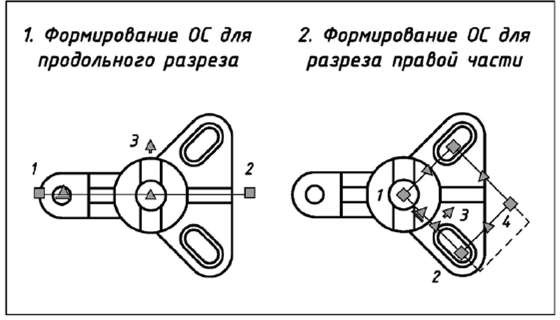 1. Формирование ОС для
продольного разреза
2. Формирование ОС для
разреза правой части
3
1
2
1
3
4
2